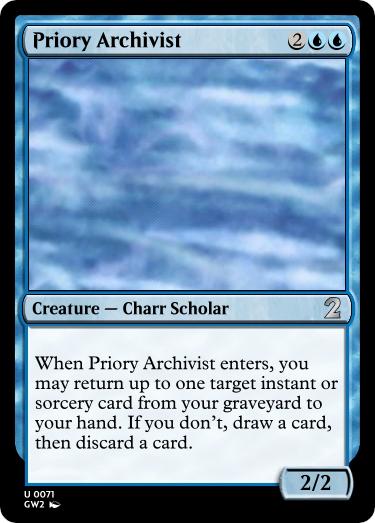 Priory Archivist 2
Creature — Charr Scholar 2
When Priory Archivist enters, you
may return up to one target instant or
sorcery card from your graveyard to
your hand. If you don't, draw a card,
then discard a card.
2/2
U 0071
GW2